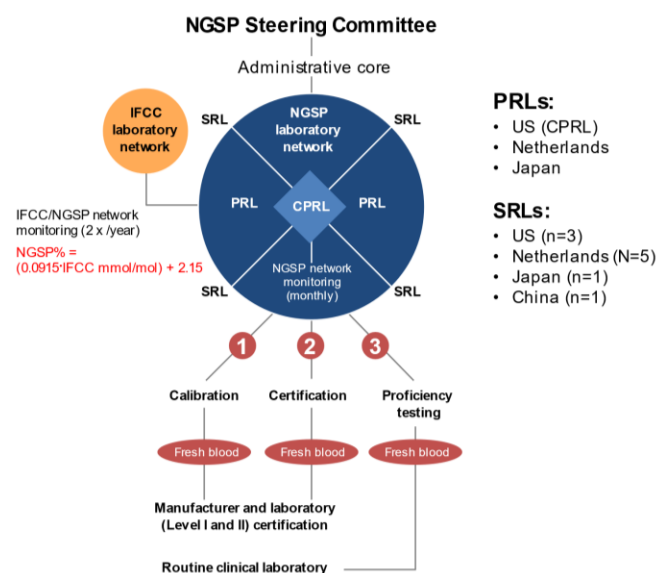 NGSP Steering Committee
Administrative core
IFCC
laboratory
network
SRL
NGSP
laboratory
network
SRL
PRL
CPRL
PRL
IFCC/NGSP network
monitoring (2 x /year)
NGSP% =
(0.0915*IFCC mmol/mol) + 2.15
SRL
NGSP network
monitoring
(monthly)
SRL
PRLs:
• US (CPRL)
• Netherlands
• Japan
SRLs:
• US (n=3)
• Netherlands (N=5)
• Japan (n=1)
• China (n=1)
1
2
3
Calibration
Certification
Proficiency
testing
Fresh blood
Fresh blood
Fresh blood
Manufacturer and laboratory
(Level I and II) certification
Routine clinical laboratory